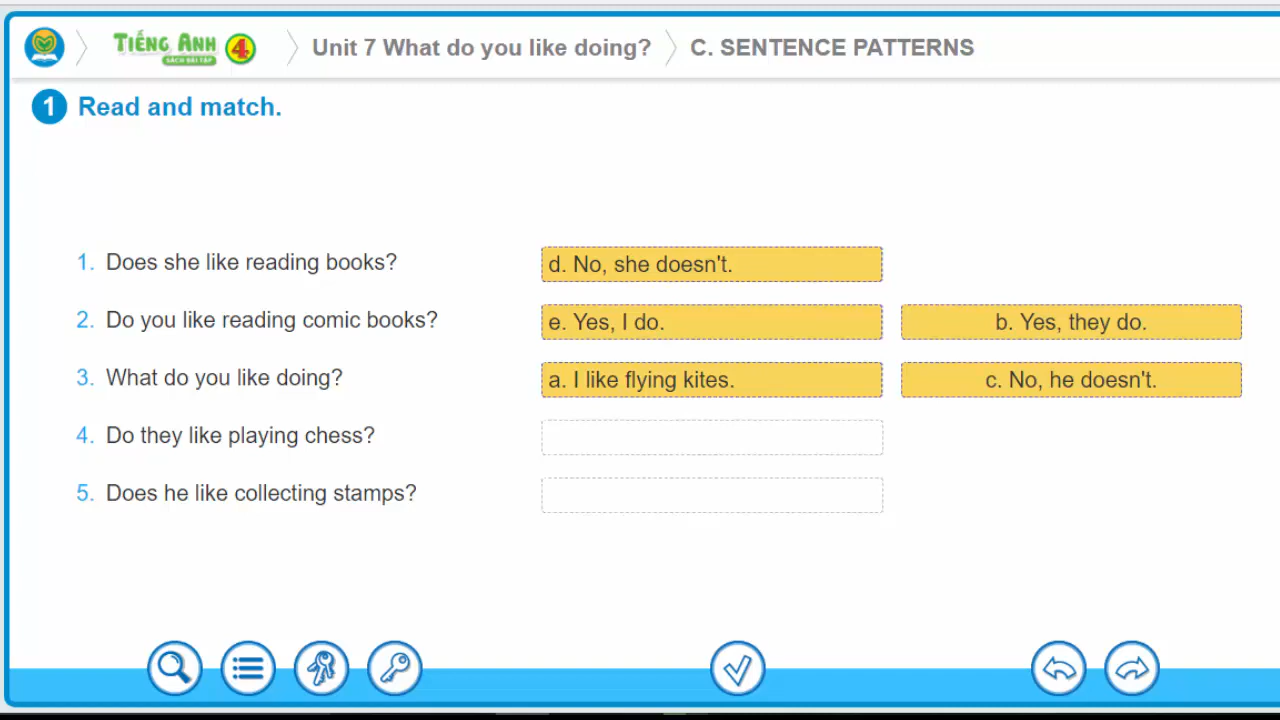 TIẾNG ANH 4
SÁCH BÀI TẬP
Unit 7 What do you like doing?
C. SENTENCE PATTERNS
1 Read and match.
1. Does she like reading books?
d. No, she doesn't.
2. Do you like reading comic books?
e. Yes, I do.
b. Yes, they do.
3. What do you like doing?
a. I like flying kites.
c. No, he doesn't.
4. Do they like playing chess?
5. Does he like collecting stamps?